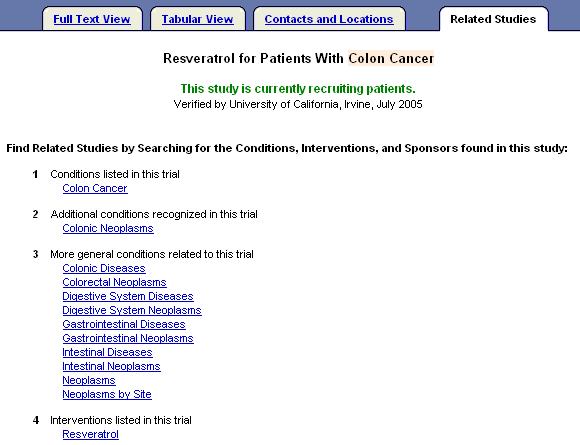 Full Text View Tabular View Contacts and Locations Related Studies
Resveratrol for Patients With Colon Cancer
This study is currently recruiting patients.
Verified by University of California, Irvine, July 2005
Find Related Studies by Searching for the Conditions, Interventions, and Sponsors found in this study:
1 Conditions listed in this trial
Colon Cancer
2 Additional conditions recognized in this trial
Colonic Neoplasms
3 More general conditions related to this trial
Colonic Diseases
Colorectal Neoplasms
Digestive System Diseases
Digestive System Neoplasms
Gastrointestinal Diseases
Gastrointestinal Neoplasms
Intestinal Diseases
Intestinal Neoplasms
Neoplasms
Neoplasms by Site
4 Interventions listed in this trial
Resveratrol